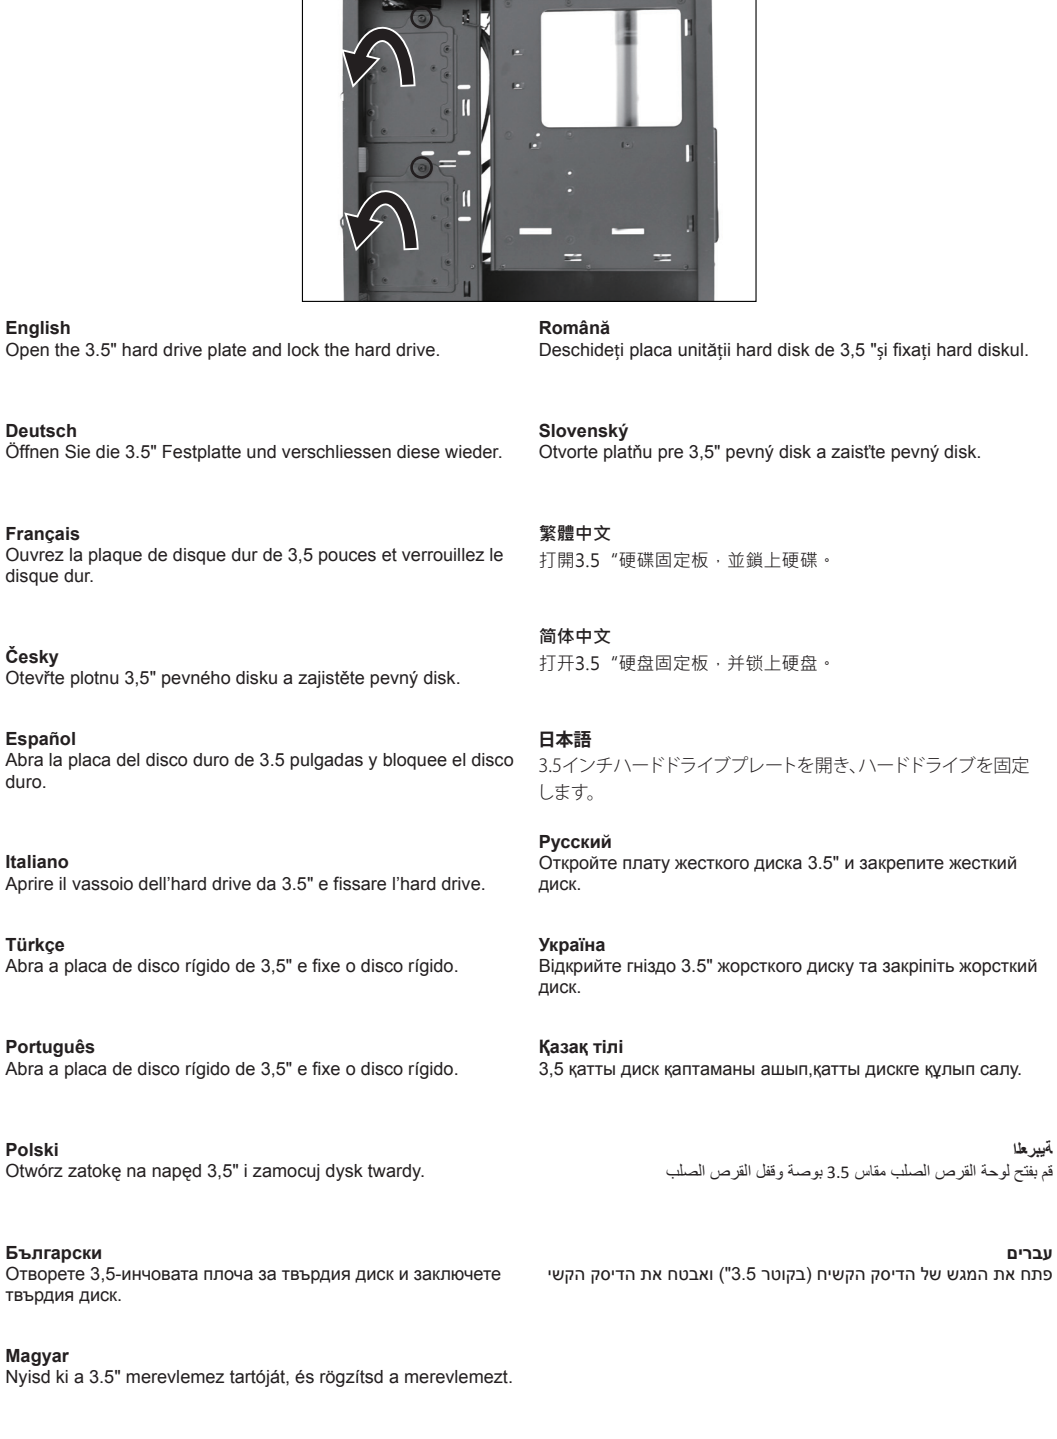 English
Open the 3.5" hard drive plate and lock the hard drive.
Deutsch
Öffnen Sie die 3.5" Festplatte und verschliessen diese wieder.
Français
Ouvrez la plaque de disque dur de 3,5 pouces et verrouillez le
disque dur.
Česky
Otevřte plotnu 3,5" pevného disku a zajistěte pevný disk.
Español
Abra la placa del disco duro de 3.5 pulgadas y bloquee el disco
duro.
Italiano
Aprire il vassoio dell’hard drive da 3.5" e fissare l’hard drive.
Türkçe
Abra a placa de disco rígido de 3,5" e fixe o disco rígido.
Português
Abra a placa de disco rígido de 3,5" e fixe o disco rígido.
Polski
Otwórz zatokę na napęd 3,5" i zamocuj dysk twardy.
Български
Отворете 3,5-инчовата плоча за твърдия диск и заключете
твърдия диск.
Magyar
Nyisd ki a 3.5" merevlemez tartóját, és rögzítsd a merevlemezt.
Română
Deschideți placa unității hard disk de 3,5 "și fixați hard diskul.
Slovenský
Otvorte platňu pre 3,5" pevný disk a zaisťte pevný disk.
繁體中文
打開3.5“硬碟固定板，並鎖上硬碟。
简体中文
打开3.5“硬盘固定板，并锁上硬盘。
日本語
3.5インチハードドライブプレートを開き、ハードドライブを固定
します。
Русский
Откройте плату жесткого диска 3.5" и закрепите жесткий
диск.
Україна
Відкрийте гніздо 3.5" жорсткого диску та закріпіть жорсткий
диск.
Қазақ тілі
3,5 қатты диск қаптаманы ашып,қатты дискге құлып салу.
ةيبرعلا
قم بفتح لوحة القرص الصلب مقاس 3.5 بوصة وقفل القرص الصلب
עברים
פתח את המגש של הדיסק הקשיח (בקוטר 3.5") ואבטח את הדיסק הקשי